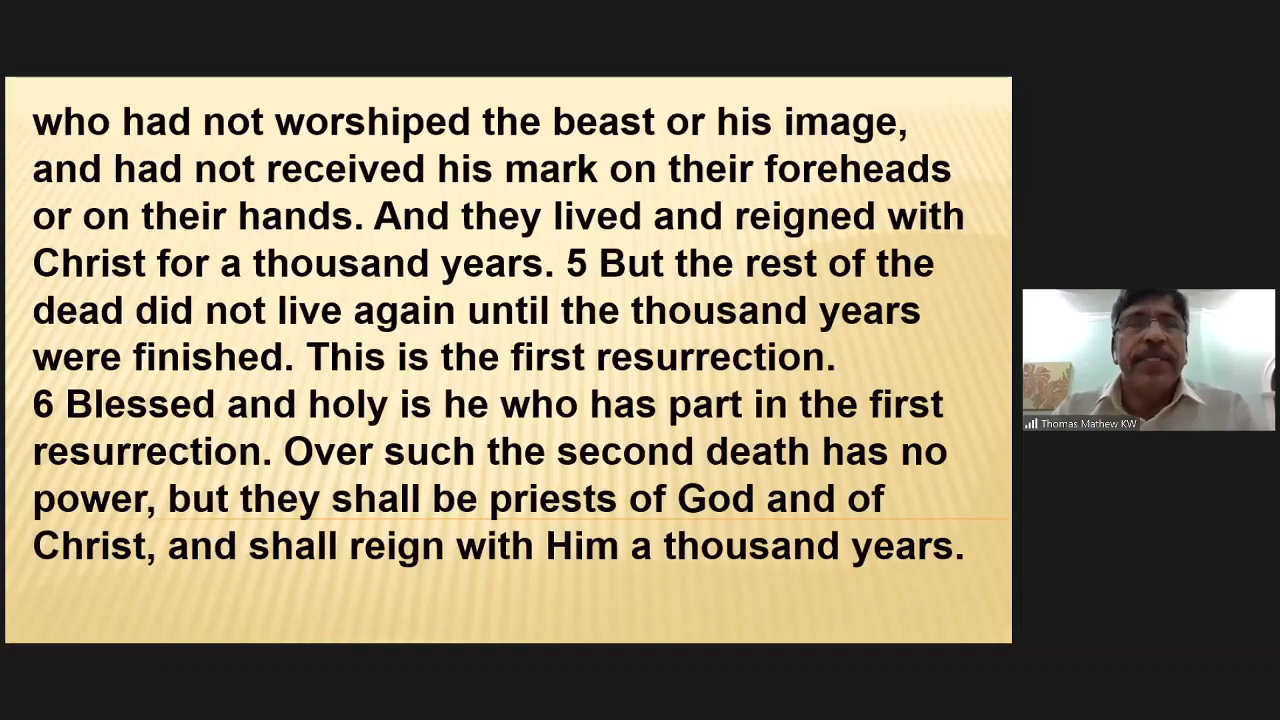 who had not worshiped the beast or his image,
and had not received his mark on their foreheads
or on their hands. And they lived and reigned with
Christ for a thousand years. 5 But the rest of the
dead did not live again until the thousand years
were finished. This is the first resurrection.
6 Blessed and holy is he who has part in the first
resurrection. Over such the second death has no
power, but they shall be priests of God and of
Christ, and shall reign with Him a thousand years.
Thomas Mathew KW